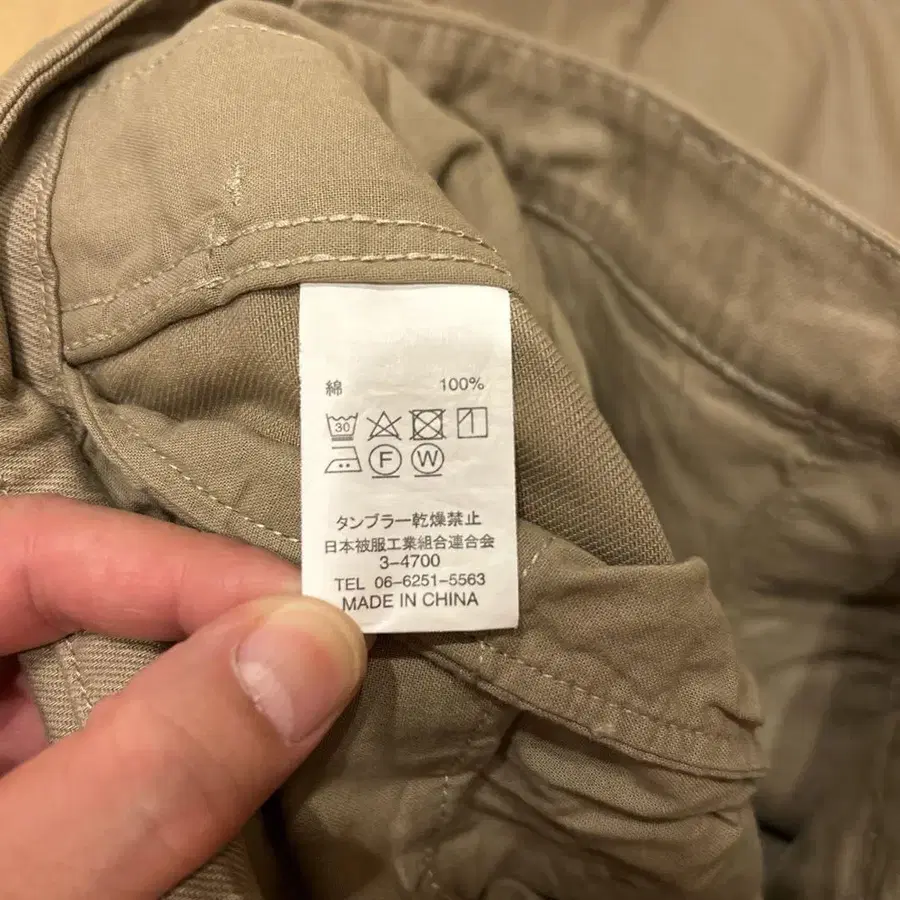 綿 100%
30
F W
タンブラー乾燥禁止
日本被服工業組合連合会
3-4700
TEL 06-6251-5563
MADE IN CHINA